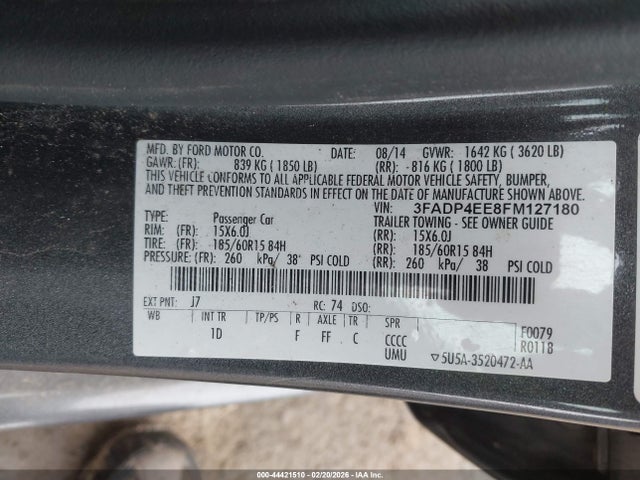 MFD. BY FORD MOTOR CO. DATE: 08/14 GVWR: 1642 KG ( 3620 LB)
GAWR: (FR): 839 KG ( 1850 LB) (RR): 816 KG ( 1800 LB)
THIS VEHICLE CONFORMS TO ALL APPLICABLE FEDERAL MOTOR VEHICLE SAFETY, BUMPER,
AND THEFT PREVENTION STANDARDS IN EFFECT ON THE DATE OF MANUFACTURE SHOWN ABOVE.
VIN: 3FADP4EE8FM127180
TYPE: Passenger Car TRAILER TOWING - SEE OWNER GUIDE
RIM: (FR): 15X6.0J (RR): 15X6.0J
TIRE: (FR): 185/60R15 84H (RR): 185/60R15 84H
PRESSURE: (FR): 260 kPa/ 38 PSI COLD (RR): 260 kPa/ 38 PSI COLD
EXT PNT: J7 RC: 74 DSO:
WB INT TR TP/PS R AXLE TR SPR
1D F FF C CCCC
UMU
F0079
R0118
▽5U5A-3520472-AA
000-44421510 - 02/20/2026 - COPYRIGHT IAA, LLC